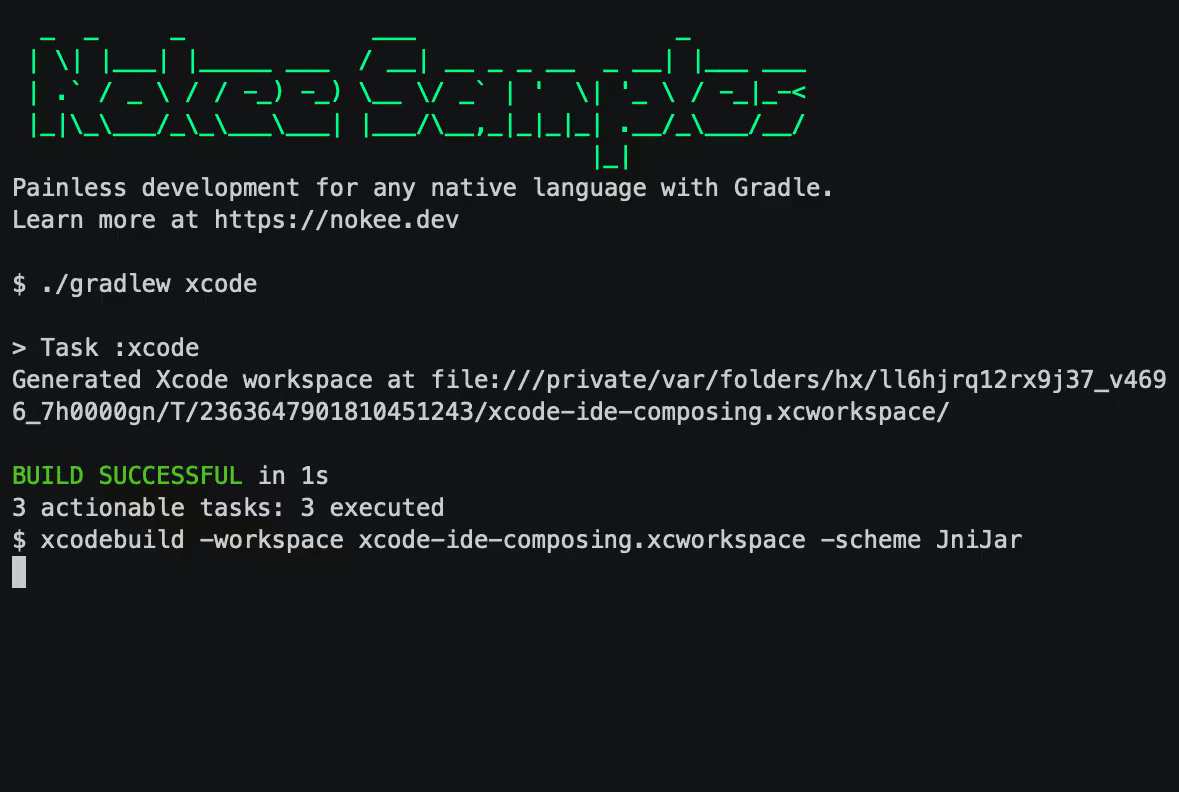 Nokee Samples
Painless development for any native language with Gradle.
Learn more at https://nokee.dev
$ ./gradlew xcode
> Task :xcode
Generated Xcode workspace at file:///private/var/folders/hx/ll6hjrq12rx9j37_v469
6_7h0000gn/T/2363647901810451243/xcode-ide-composing.xcworkspace/
BUILD SUCCESSFUL in 1s
3 actionable tasks: 3 executed
$ xcodebuild -workspace xcode-ide-composing.xcworkspace -scheme JniJar